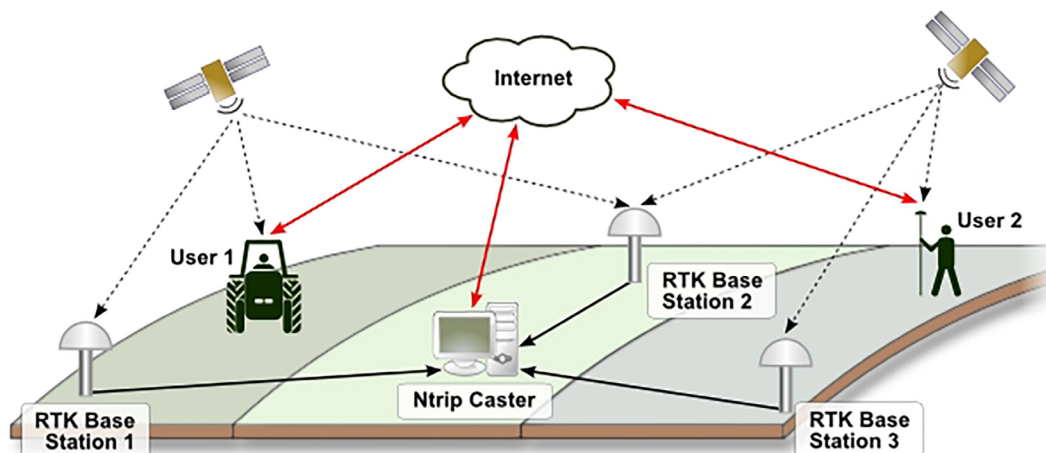 Internet
User 1
User 2
RTK Base
Station 2
Ntrip Caster
RTK Base
Station 1
RTK Base
Station 3